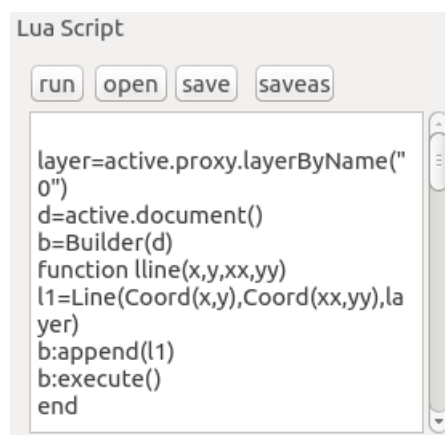 Lua Script
run open save saveas
layer=active.proxy.layerByName("
0")
d=active.document()
b=Builder(d)
function lline(x,y,xx,yy)
l1=Line(Coord(x,y),Coord(xx,yy),la
yer)
b:append(l1)
b:execute()
end